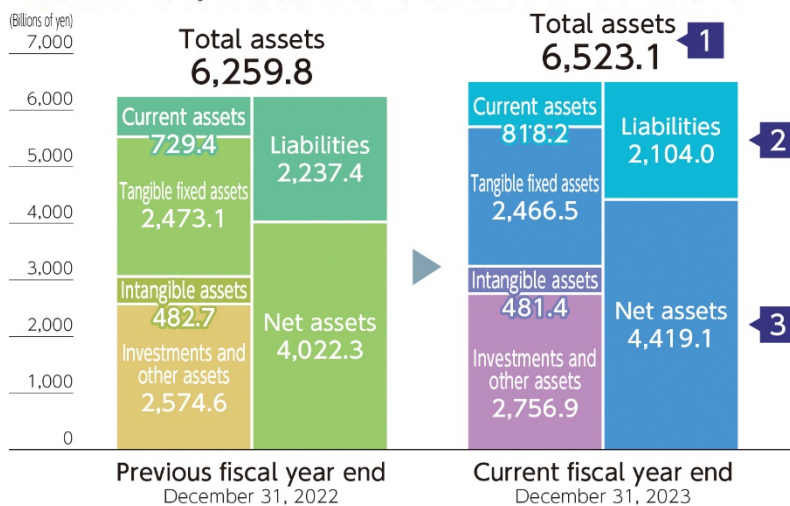 (Billions of yen)
7,000
6,000
5,000
4,000
3,000
2,000
1,000
0
Total assets
6,259.8
Current assets
729.4
Tangible fixed assets
2,473.1
Intangible assets
482.7
Investments and
other assets
2,574.6
Liabilities
2,237.4
Net assets
4,022.3
Previous fiscal year end
December 31, 2022
Total assets
6,523.1
1
Current assets
818.2
Tangible fixed assets
2,466.5
Intangible assets
481.4
Investments and
other assets
2,756.9
Liabilities
2,104.0
2
Net assets
4,419.1
3
Current fiscal year end
December 31, 2023